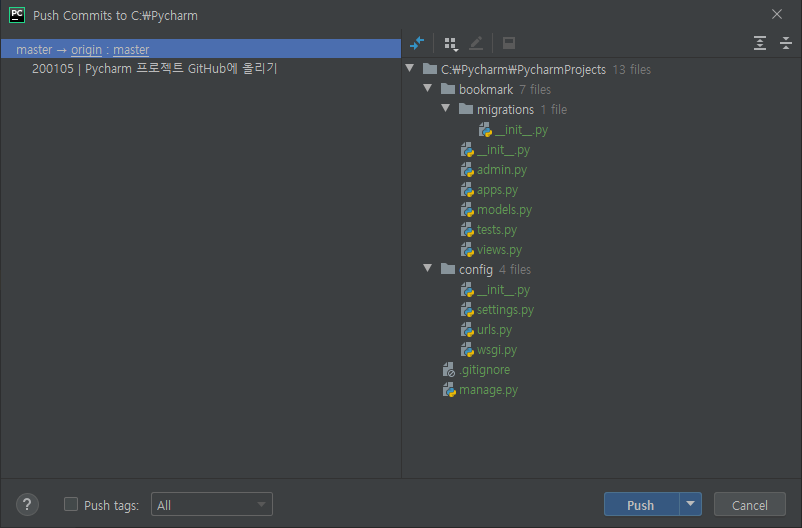 PC Push Commits to C:₩Pycharm
master → origin : master
200105 | Pycharm 프로젝트 GitHub에 올리기
C:₩Pycharm₩PycharmProjects 13 files
bookmark 7 files
migrations 1 file
__init__.py
__init__.py
admin.py
apps.py
models.py
tests.py
views.py
config 4 files
__init__.py
settings.py
urls.py
wsgi.py
.gitignore
manage.py
? Push tags: All Push Cancel